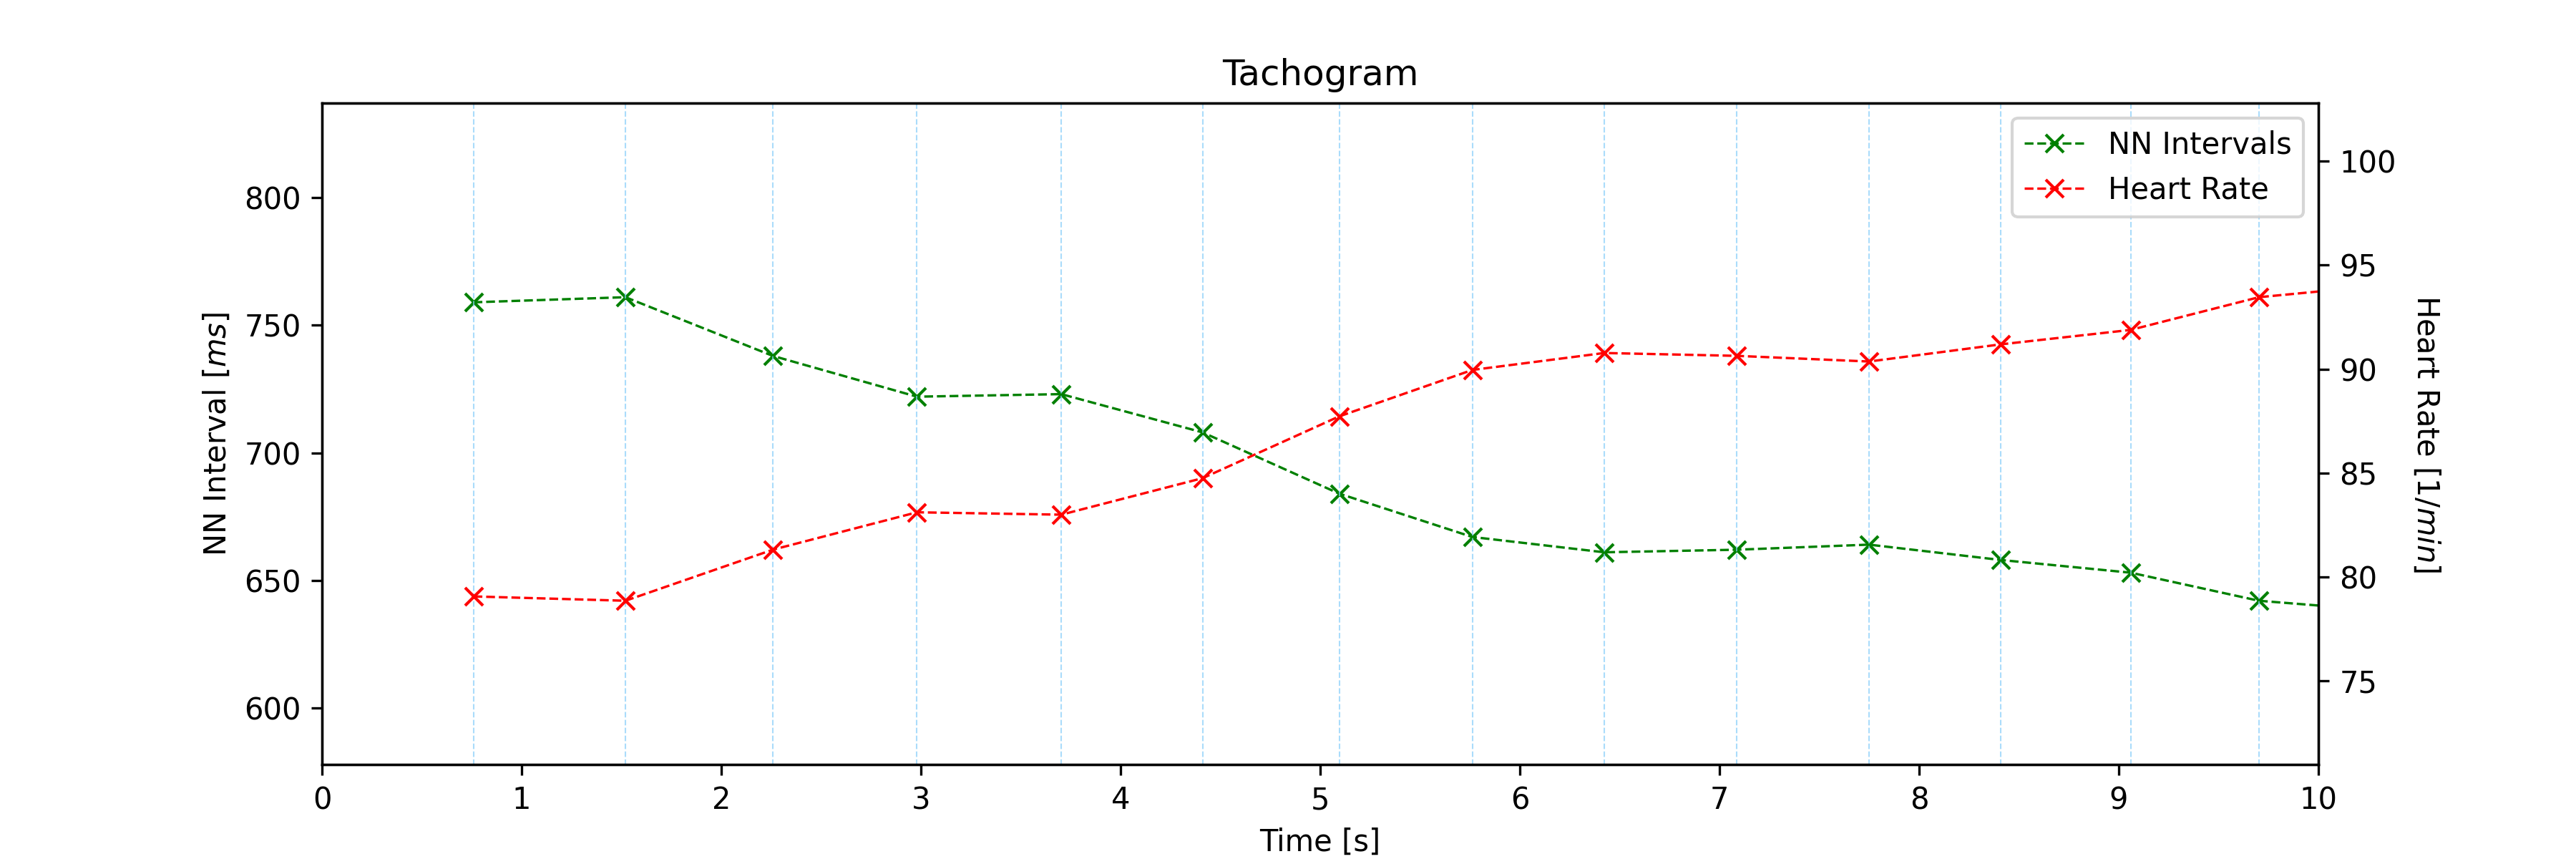 Tachogram
NN Intervals
Heart Rate
800
750
700
650
600
NN Interval [ms]
100
95
90
85
80
75
Heart Rate [1/min]
0 1 2 3 4 5 6 7 8 9 10
Time [s]